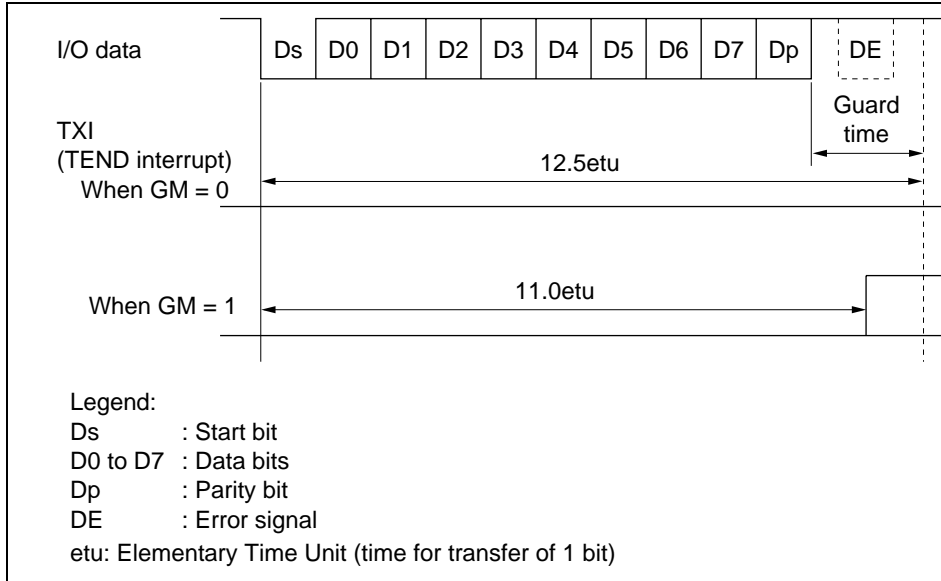 I/O data Ds D0 D1 D2 D3 D4 D5 D6 D7 Dp DE
Guard
time
TXI
(TEND interrupt)
12.5etu
When GM = 0
11.0etu
When GM = 1
Legend:
Ds : Start bit
D0 to D7 : Data bits
Dp : Parity bit
DE : Error signal
etu: Elementary Time Unit (time for transfer of 1 bit)